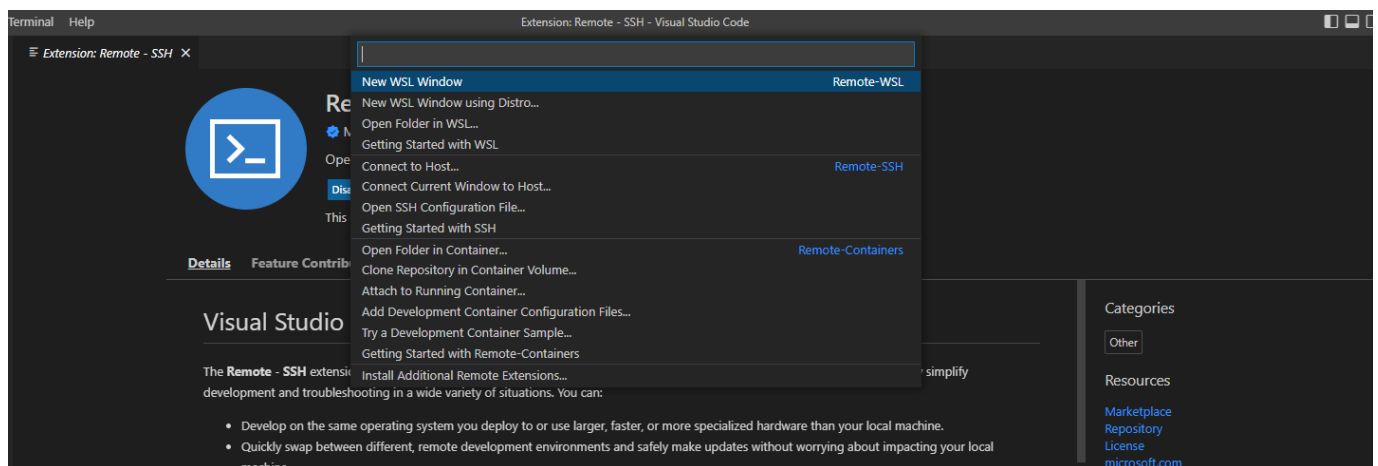 Terminal Help
Extension: Remote - SSH - Visual Studio Code
Extension: Remote - SSH
New WSL Window Remote-WSL
New WSL Window using Distro...
Open Folder in WSL...
Getting Started with WSL
Connect to Host... Remote-SSH
Connect Current Window to Host...
Open SSH Configuration File...
Getting Started with SSH
Open Folder in Container... Remote-Containers
Clone Repository in Container Volume...
Attach to Running Container...
Add Development Container Configuration Files...
Try a Development Container Sample...
Getting Started with Remote-Containers
Install Additional Remote Extensions...
This
Details Feature
Visual Studio
The Remote - SSH
simplify
development and troubleshooting in a wide variety of situations. You can:
• Develop on the same operating system you deploy to or use larger, faster, or more specialized hardware than your local machine.
• Quickly swap between different, remote development environments and safely make updates without worrying about impacting your local
machine
Categories
Other
Resources
Marketplace
Repository
License
microsoft.com